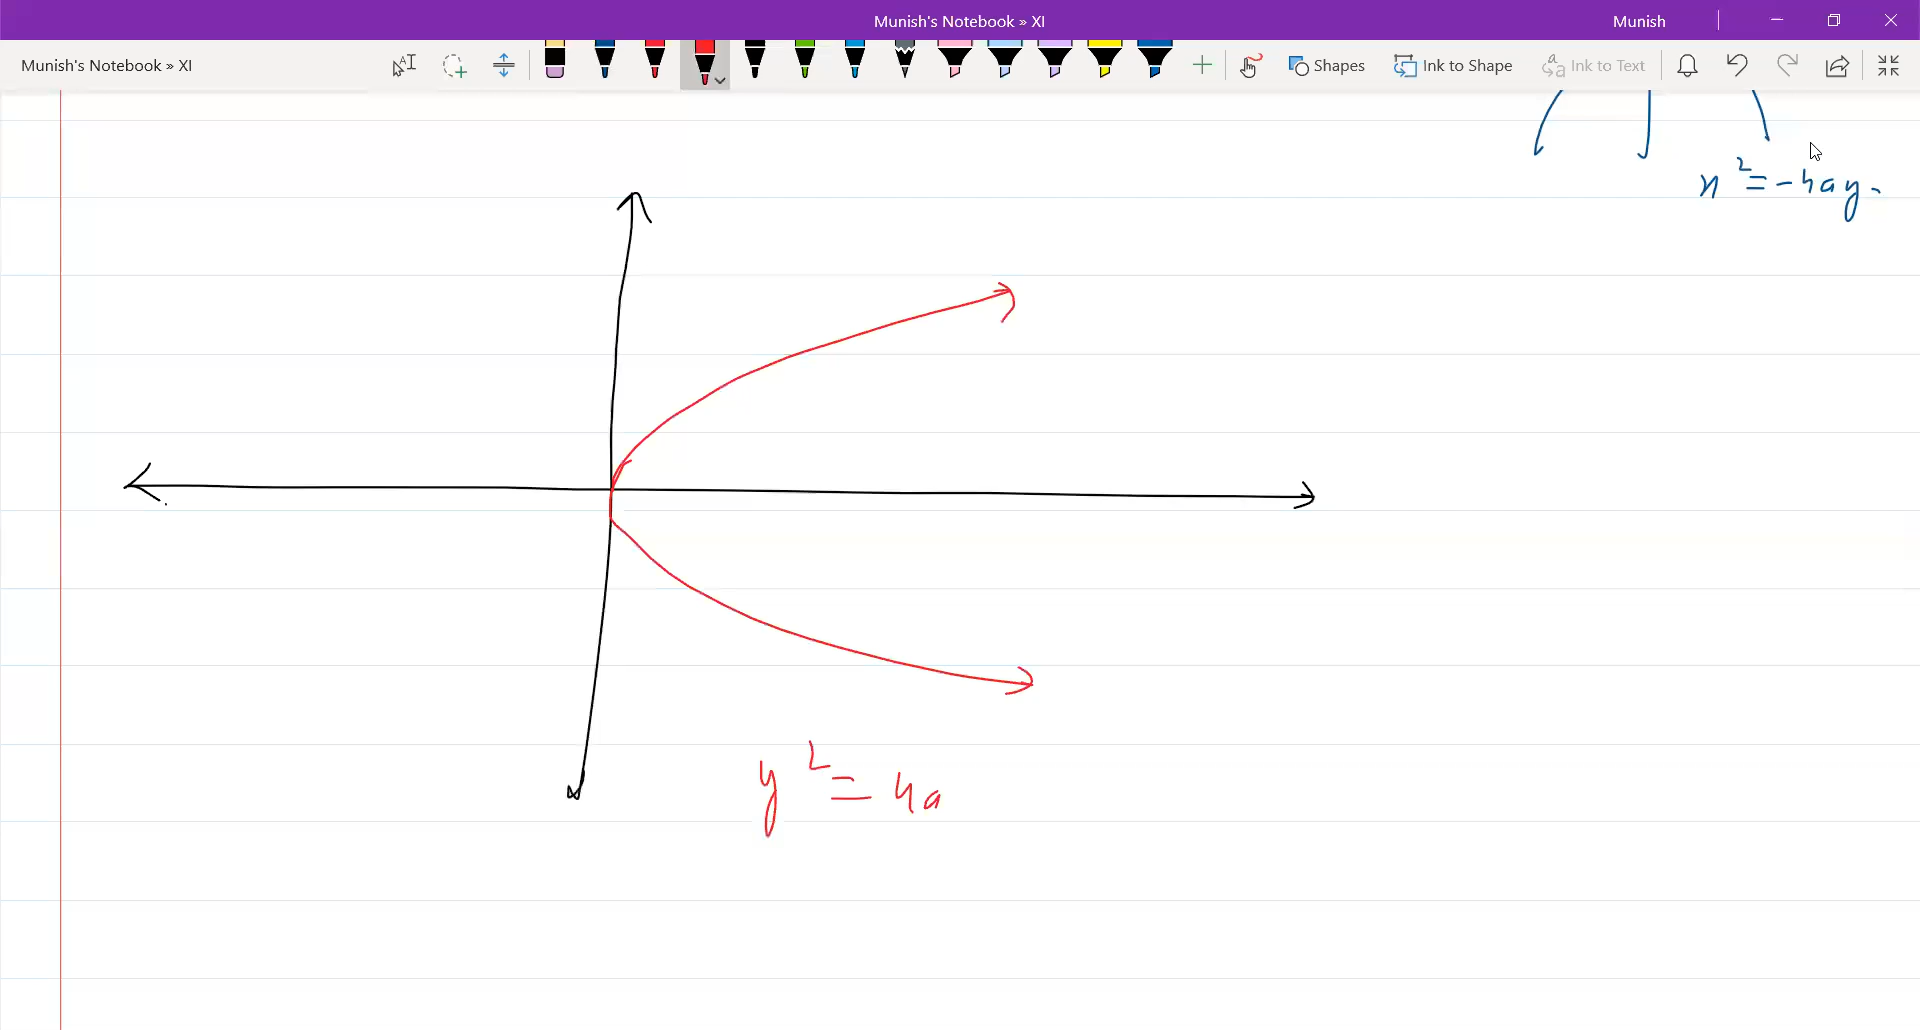 Munish's Notebook » XI
Munish
Munish's Notebook » XI
Shapes
Ink to Shape
Ink to Text
x² = -4ay.
y² = 4a